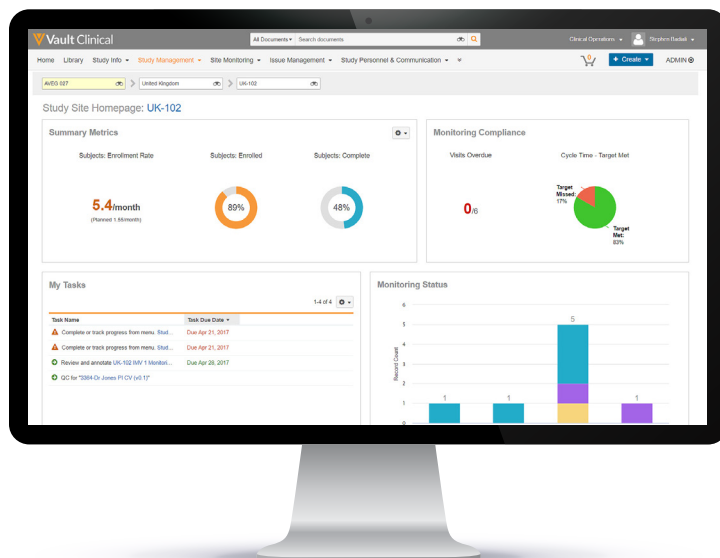 Vault Clinical
All Documents Search documents
Clinical Operations Stephen Badiali
Home Library Study Info Study Management Site Monitoring Issue Management Study Personnel & Communication
0 + Create ADMIN
AVEG 027 United Kingdom UK-102
Study Site Homepage: UK-102
Summary Metrics
Subjects: Enrollment Rate Subjects: Enrolled Subjects: Complete
5.4/month
(Planned 1.85/month)
89%
48%
Monitoring Compliance
Visits Overdue Cycle Time - Target Met
0/6
Target
Missed:
17%
Target
Met:
83%
My Tasks
1-4 of 4
Task Name Task Due Date
Complete or track progress from menu. Stud... Due Apr 21, 2017
Complete or track progress from menu. Stud... Due Apr 21, 2017
Review and annotate UK-102 IMV 1 Monitori... Due Apr 28, 2017
QC for "3384-Dr Jones PI CV (v0.1)"
Monitoring Status
Record Count
6
5
4
3
2
1
0
1 1 5 1